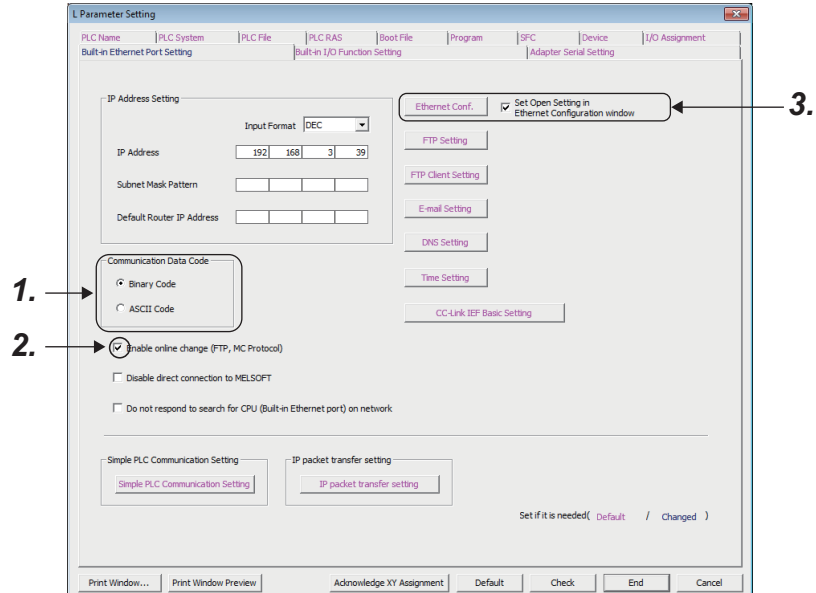 L Parameter Setting
PLC Name PLC System PLC File PLC RAS Boot File Program SFC Device I/O Assignment
Built-in Ethernet Port Setting Built-in I/O Function Setting Adapter Serial Setting
IP Address Setting
Input Format DEC
IP Address 192 168 3 39
Subnet Mask Pattern
Default Router IP Address
Ethernet Conf. Set Open Setting in
Ethernet Configuration window
3.
FTP Setting
FTP Client Setting
E-mail Setting
DNS Setting
Time Setting
CC-Link IEF Basic Setting
Communication Data Code
1.
Binary Code
ASCII Code
2.
Enable online change (FTP, MC Protocol)
Disable direct connection to MELSOFT
Do not respond to search for CPU (Built-in Ethernet port) on network
Simple PLC Communication Setting IP packet transfer setting
Simple PLC Communication Setting IP packet transfer setting
Set if it is needed( Default / Changed )
Print Window... Print Window Preview Acknowledge XY Assignment Default Check End Cancel